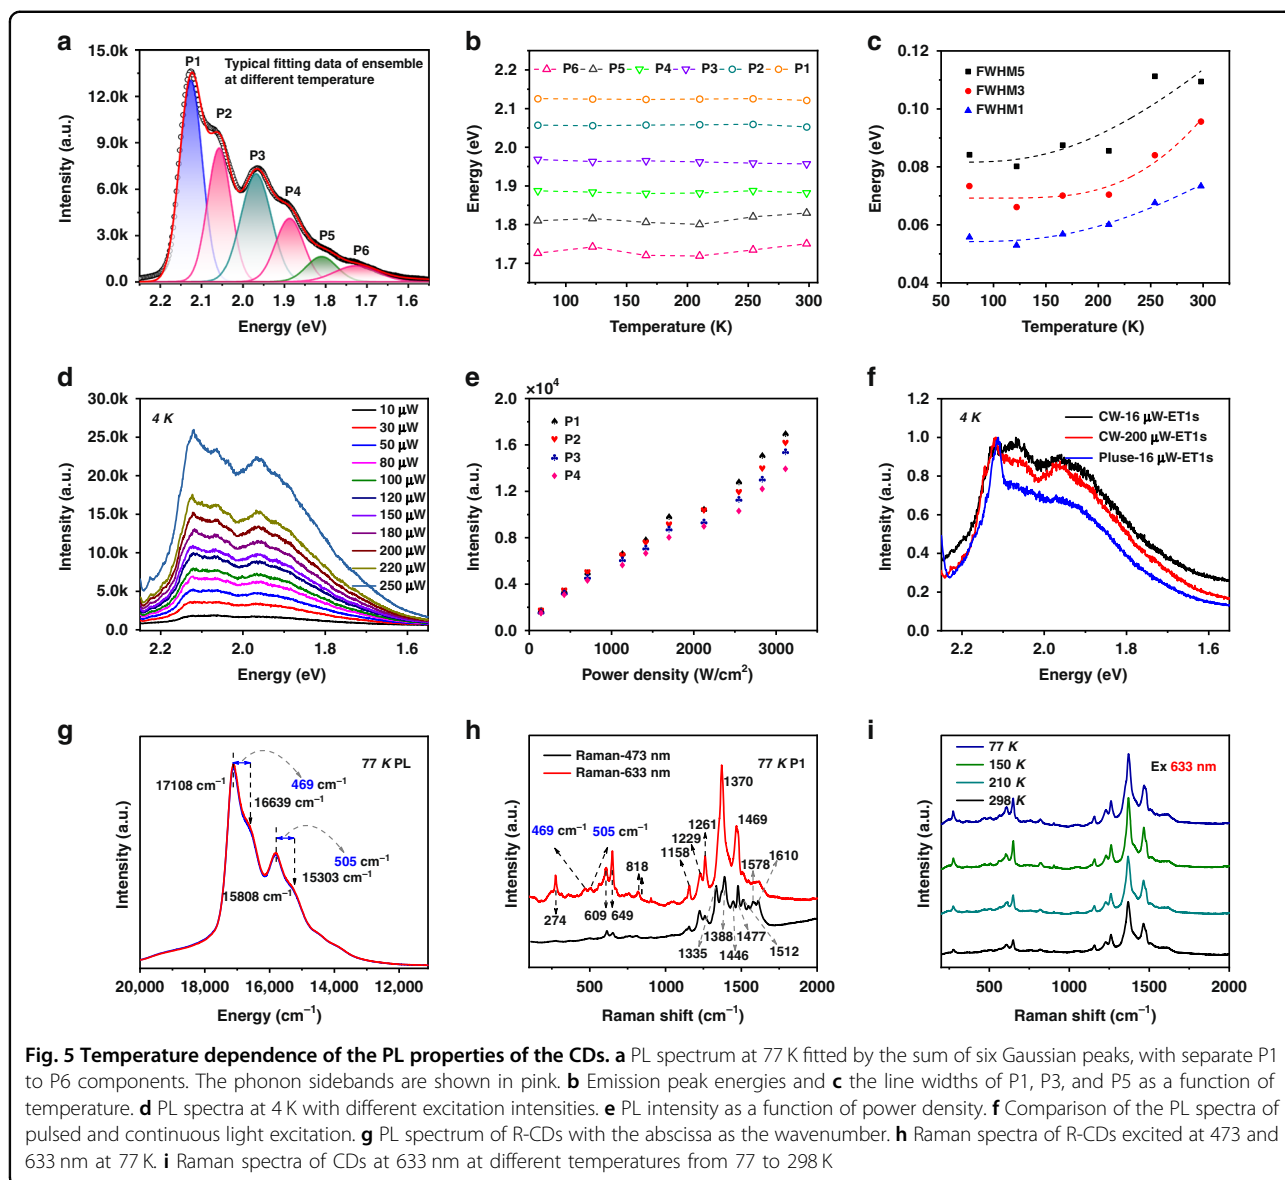 a
15.0k
12.0k
9.0k
6.0k
3.0k
0.0
Intensity (a.u.)
P1
P2
P3
P4
P5
P6
Typical fitting data of ensemble
at different temperature
2.2 2.1 2.0 1.9 1.8 1.7 1.6
Energy (eV)
b
P6 P5 P4 P3 P2 P1
2.2
2.1
2.0
1.9
1.8
1.7
Energy (eV)
100 150 200 250 300
Temperature (K)
c
0.12
0.10
0.08
0.06
0.04
Energy (eV)
FWHM5
FWHM3
FWHM1
50 100 150 200 250 300
Temperature (K)
d
30.0k
25.0k
20.0k
15.0k
10.0k
5.0k
0.0
Intensity (a.u.)
4 K
10 µW
30 µW
50 µW
80 µW
100 µW
120 µW
150 µW
180 µW
200 µW
220 µW
250 µW
2.2 2.0 1.8 1.6
Energy (eV)
e
×10⁴
2.0
1.6
1.2
0.8
0.4
0.0
Intensity (a.u.)
P1
P2
P3
P4
0 1000 2000 3000
Power density (W/cm²)
f
1.2
1.0
0.8
0.6
0.4
0.2
0.0
Intensity (a.u.)
4 K
CW-16 µW-ET1s
CW-200 µW-ET1s
Pluse-16 µW-ET1s
2.2 2.0 1.8 1.6
Energy (eV)
g
Intensity (a.u.)
77 K PL
17108 cm⁻¹
469 cm⁻¹
16639 cm⁻¹
505 cm⁻¹
15303 cm⁻¹
15808 cm⁻¹
20,000 18,000 16,000 14,000 12,000
Energy (cm⁻¹)
h
Intensity (a.u.)
Raman-473 nm
Raman-633 nm
77 K P1
1370
469 cm⁻¹ 505 cm⁻¹
818
1158
1229
1261
1469
1578
1610
274
609 649
1335
1388
1446
1477
1512
500 1000 1500 2000
Raman shift (cm⁻¹)
i
Intensity (a.u.)
77 K
150 K
210 K
298 K
Ex 633 nm
500 1000 1500 2000
Raman shift (cm⁻¹)
Fig. 5 Temperature dependence of the PL properties of the CDs. a PL spectrum at 77 K fitted by the sum of six Gaussian peaks, with separate P1
to P6 components. The phonon sidebands are shown in pink. b Emission peak energies and c the line widths of P1, P3, and P5 as a function of
temperature. d PL spectra at 4 K with different excitation intensities. e PL intensity as a function of power density. f Comparison of the PL spectra of
pulsed and continuous light excitation. g PL spectrum of R-CDs with the abscissa as the wavenumber. h Raman spectra of R-CDs excited at 473 and
633 nm at 77 K. i Raman spectra of CDs at 633 nm at different temperatures from 77 to 298 K